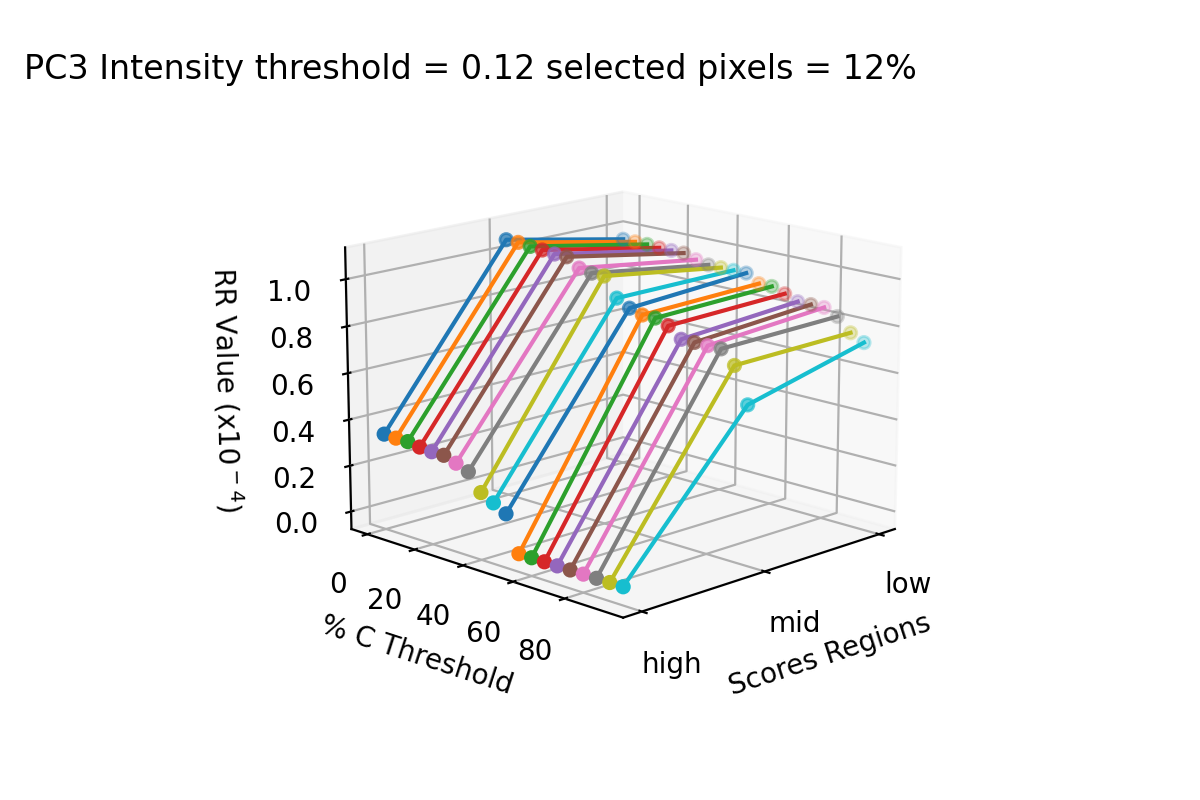 PC3 Intensity threshold = 0.12 selected pixels = 12%
RR Value (x10⁻⁴)
1.0
0.8
0.6
0.4
0.2
0.0
0
20
40
60
80
% C Threshold
high
mid
low
Scores Regions